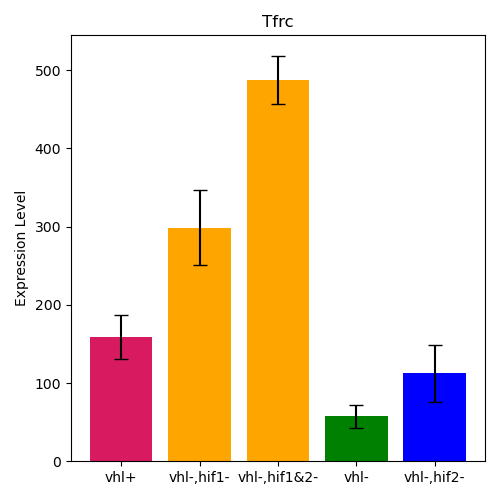 Tfrc
Expression Level
500
400
300
200
100
0
vhl+
vhl-,hif1-
vhl-,hif1&2-
vhl-
vhl-,hif2-